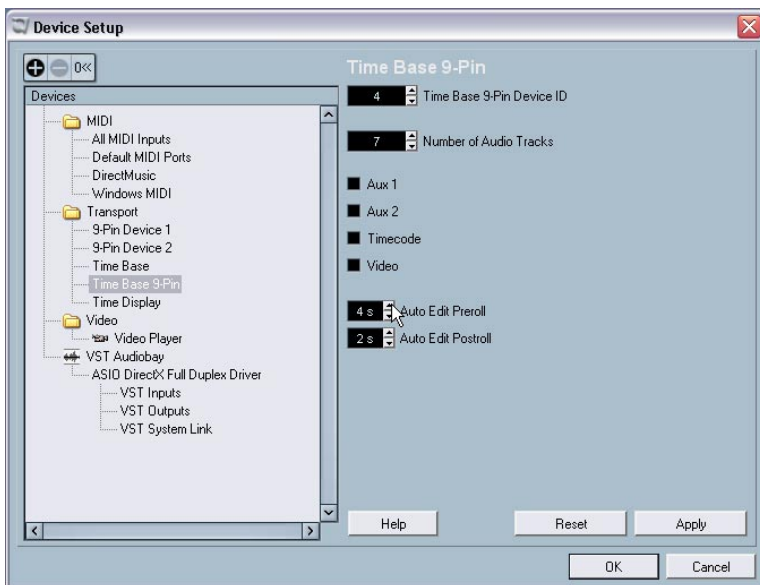 Device Setup
0«
Devices
MIDI
All MIDI Inputs
Default MIDI Ports
DirectMusic
Windows MIDI
Transport
9-Pin Device 1
9-Pin Device 2
Time Base
Time Base 9-Pin
Time Display
Video
Video Player
VST Audiobay
ASIO DirectX Full Duplex Driver
VST Inputs
VST Outputs
VST System Link
Time Base 9-Pin
4 Time Base 9-Pin Device ID
7 Number of Audio Tracks
Aux 1
Aux 2
Timecode
Video
4 s Auto Edit Preroll
2 s Auto Edit Postroll
Help Reset Apply
OK Cancel